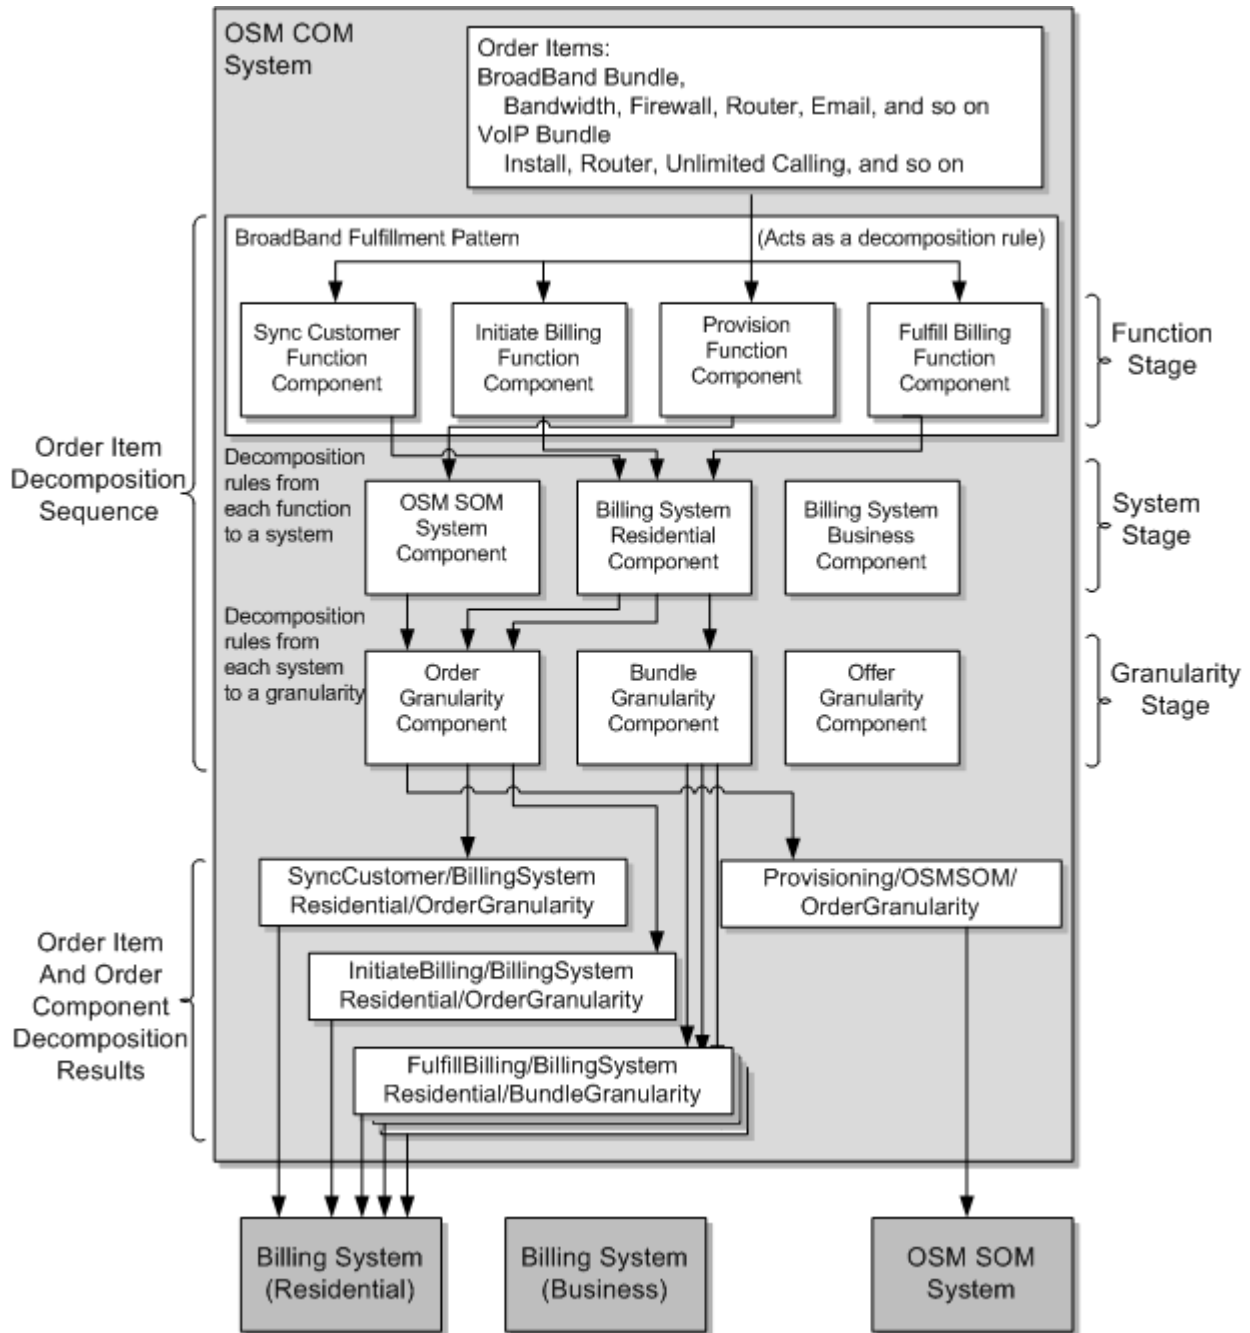 OSM COM
System
Order Items:
BroadBand Bundle,
Bandwidth, Firewall, Router, Email, and so on
VoIP Bundle
Install, Router, Unlimited Calling, and so on
BroadBand Fulfillment Pattern
(Acts as a decomposition rule)
Sync Customer
Function
Component
Initiate Billing
Function
Component
Provision
Function
Component
Fulfill Billing
Function
Component
Function
Stage
Order Item
Decomposition
Sequence
Decomposition
rules from
each function
to a system
OSM SOM
System
Component
Billing System
Residential
Component
Billing System
Business
Component
System
Stage
Decomposition
rules from
each system
to a granularity
Order
Granularity
Component
Bundle
Granularity
Component
Offer
Granularity
Component
Granularity
Stage
Order Item
And Order
Component
Decomposition
Results
SyncCustomer/BillingSystem
Residential/OrderGranularity
Provisioning/OSMSOM/
OrderGranularity
InitiateBilling/BillingSystem
Residential/OrderGranularity
FulfillBilling/BillingSystem
Residential/BundleGranularity
Billing System
(Residential)
Billing System
(Business)
OSM SOM
System